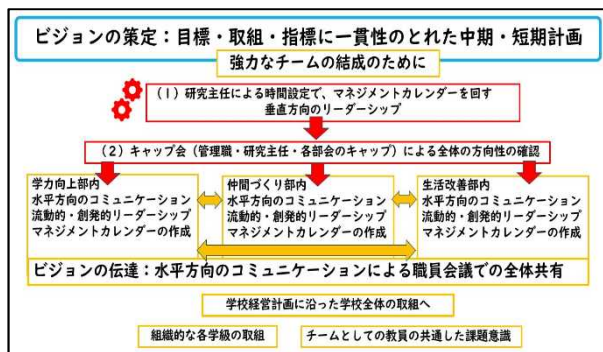 ビジョンの策定：目標・取組・指標に一貫性のとれた中期・短期計画
強力なチームの結成のために
（１）研究主任による時間設定で、マネジメントカレンダーを回す
垂直方向のリーダーシップ
（２）キャップ会（管理職・研究主任・各部会のキャップ）による全体の方向性の確認
学力向上部内
水平方向のコミュニケーション
流動的・創発的リーダーシップ
マネジメントカレンダーの作成
仲間づくり部内
水平方向のコミュニケーション
流動的・創発的リーダーシップ
マネジメントカレンダーの作成
生活改善部内
水平方向のコミュニケーション
流動的・創発的リーダーシップ
マネジメントカレンダーの作成
ビジョンの伝達：水平方向のコミュニケーションによる職員会議での全体共有
学校経営計画に沿った学校全体の取組へ
組織的な各学級の取組
チームとしての教員の共通した課題意識